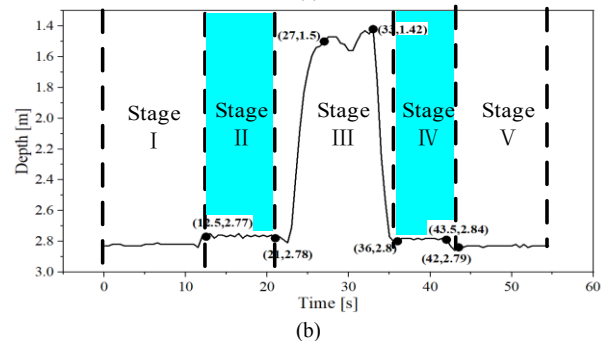 1.4
1.6
1.8
2.0
2.2
2.4
2.6
2.8
3.0
Depth [m]
(27,1.5)
(33,1.42)
Stage
I
Stage
II
Stage
III
Stage
IV
Stage
V
(12.5,2.77)
(21,2.78)
(36,2.8)
(43.5,2.84)
(42,2.79)
0
10
20
30
40
50
60
Time [s]
(b)